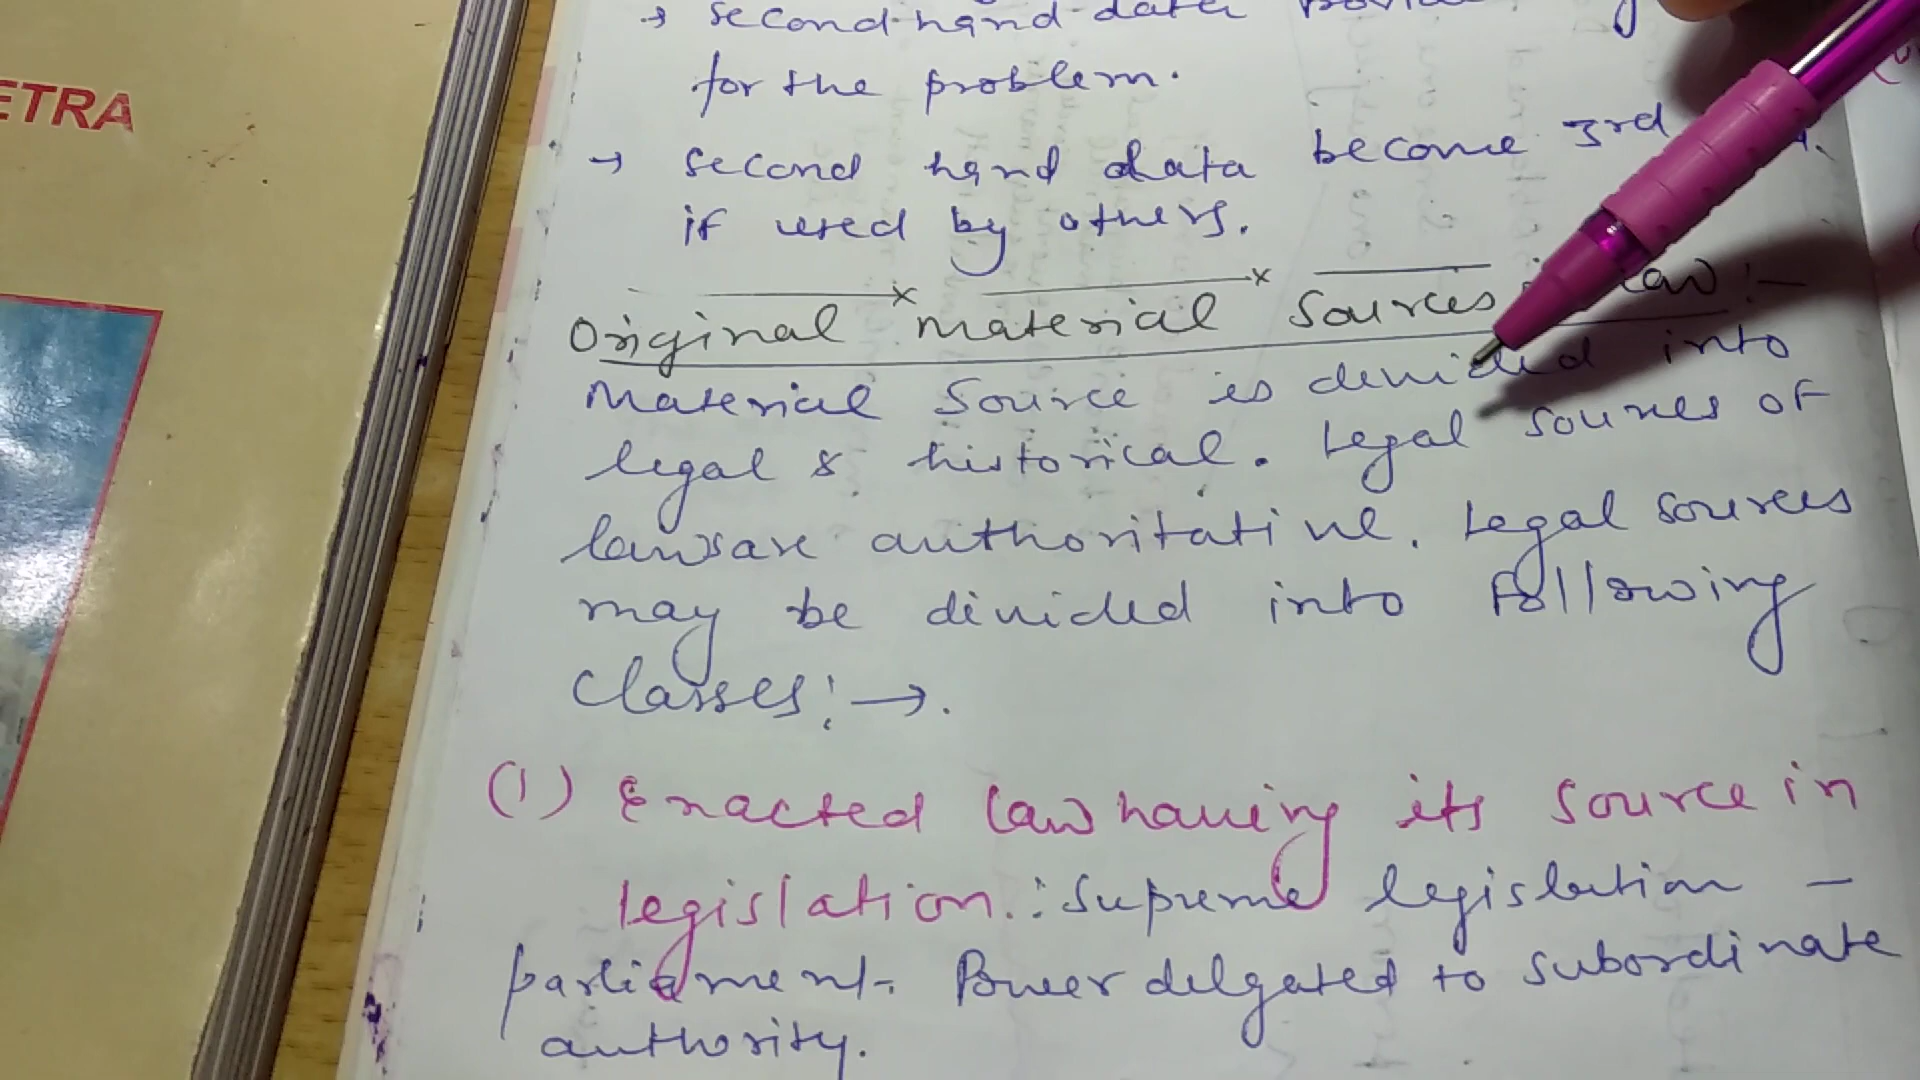 ETRA
→ second hand data
for the problem.
→ second hand data become 3rd
if used by others.
Original material Sources in law :-
Material Source is divided into
legal & historical. Legal sources of
laws are authoritative. Legal sources
may be divided into following
classes: →.
(1) Enacted law having its source in
legislation.: Supreme legislation -
parliament. Power delgated to subordinate
authority.